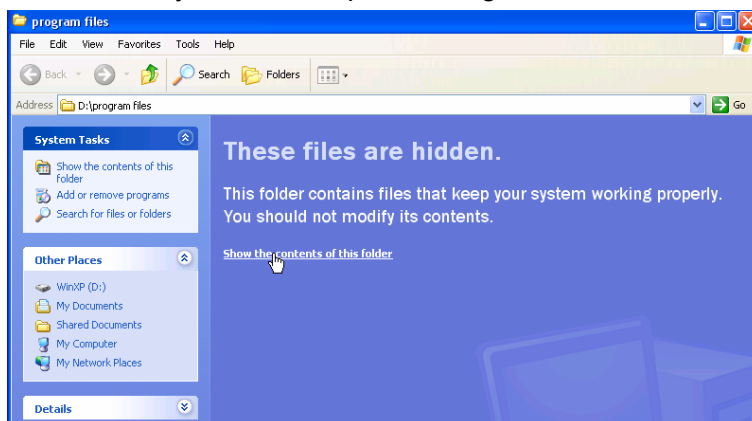 program files
File Edit View Favorites Tools Help
Back Search Folders
Address D:\program files Go
System Tasks
Show the contents of this
folder
Add or remove programs
Search for files or folders
These files are hidden.
This folder contains files that keep your system working properly.
You should not modify its contents.
Show the contents of this folder
Other Places
WinXP (D:)
My Documents
Shared Documents
My Computer
My Network Places
Details